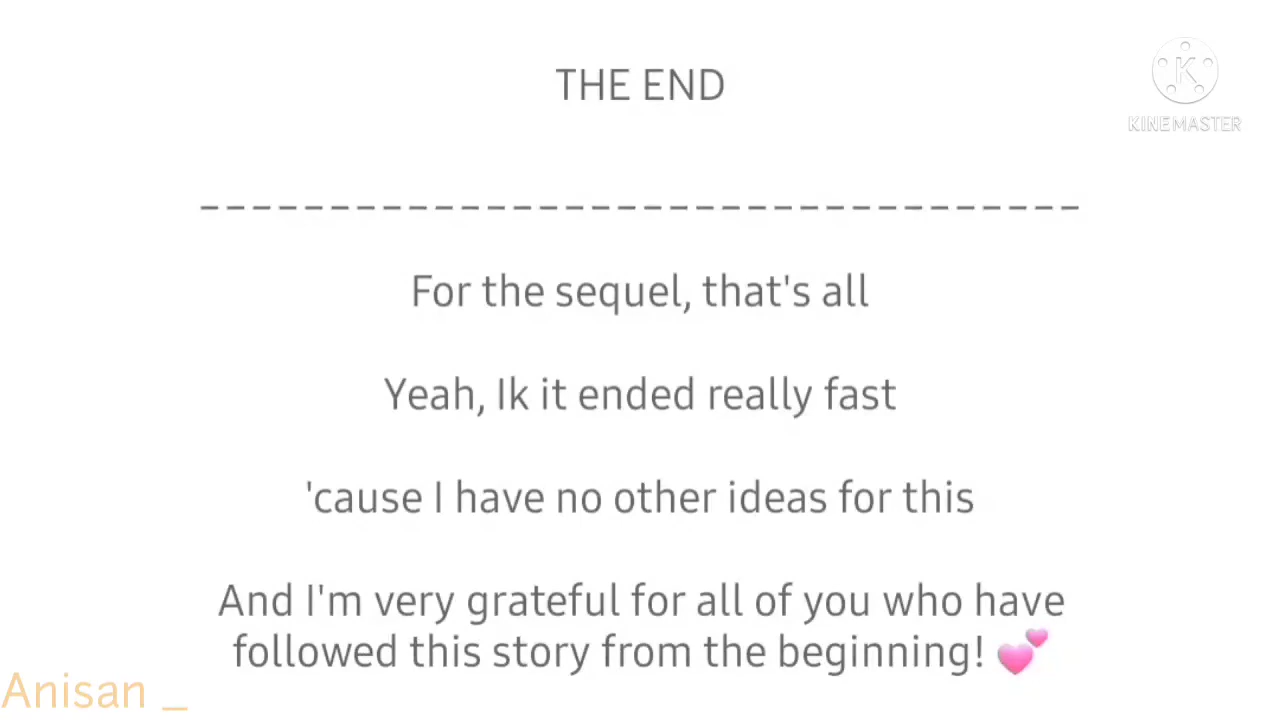 THE END
KINEMASTER
----------------------------------
For the sequel, that's all
Yeah, Ik it ended really fast
'cause I have no other ideas for this
And I'm very grateful for all of you who have
followed this story from the beginning! 💕
Anisan _